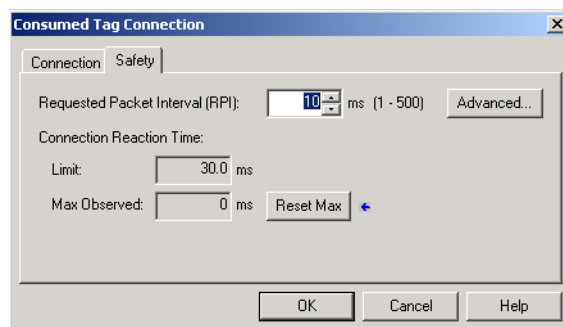 Consumed Tag Connection
Connection Safety
Requested Packet Interval (RPI): 10 ms (1 - 500) Advanced...
Connection Reaction Time:
Limit: 30.0 ms
Max Observed: 0 ms Reset Max
OK Cancel Help